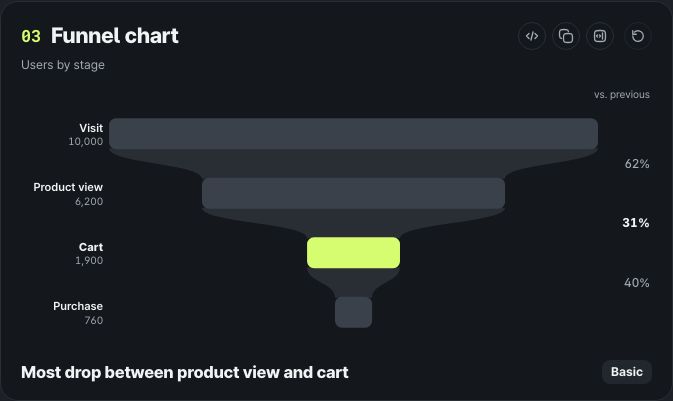 03 Funnel chart
Users by stage
vs. previous
Visit
10,000
62%
Product view
6,200
31%
Cart
1,900
40%
Purchase
760
Most drop between product view and cart
Basic